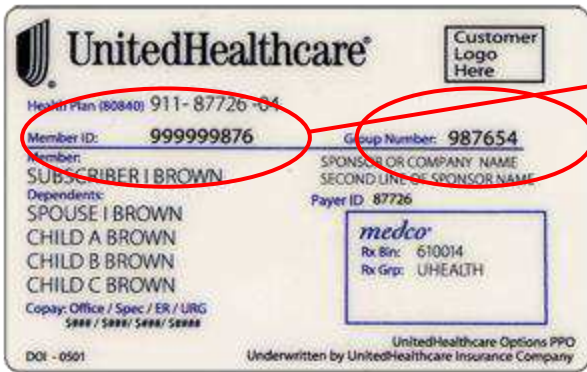 UnitedHealthcare®
Customer
Logo
Here
Health Plan (80840) 911-87726-04
Member ID: 999999876
Group Number: 987654
Member:
SUBSCRIBER I BROWN
Dependents:
SPOUSE I BROWN
CHILD A BROWN
CHILD B BROWN
CHILD C BROWN
SPONSOR OR COMPANY NAME
SECOND LINE OF SPONSOR NAME
Payer ID 87726
medco®
Rx Bin: 610014
Rx Grp: UHEALTH
Copay: Office / Spec / ER / URG
$### / $###/ $###/ $####
DOI - 0501
UnitedHealthcare Options PPO
Underwritten by UnitedHealthcare Insurance Company